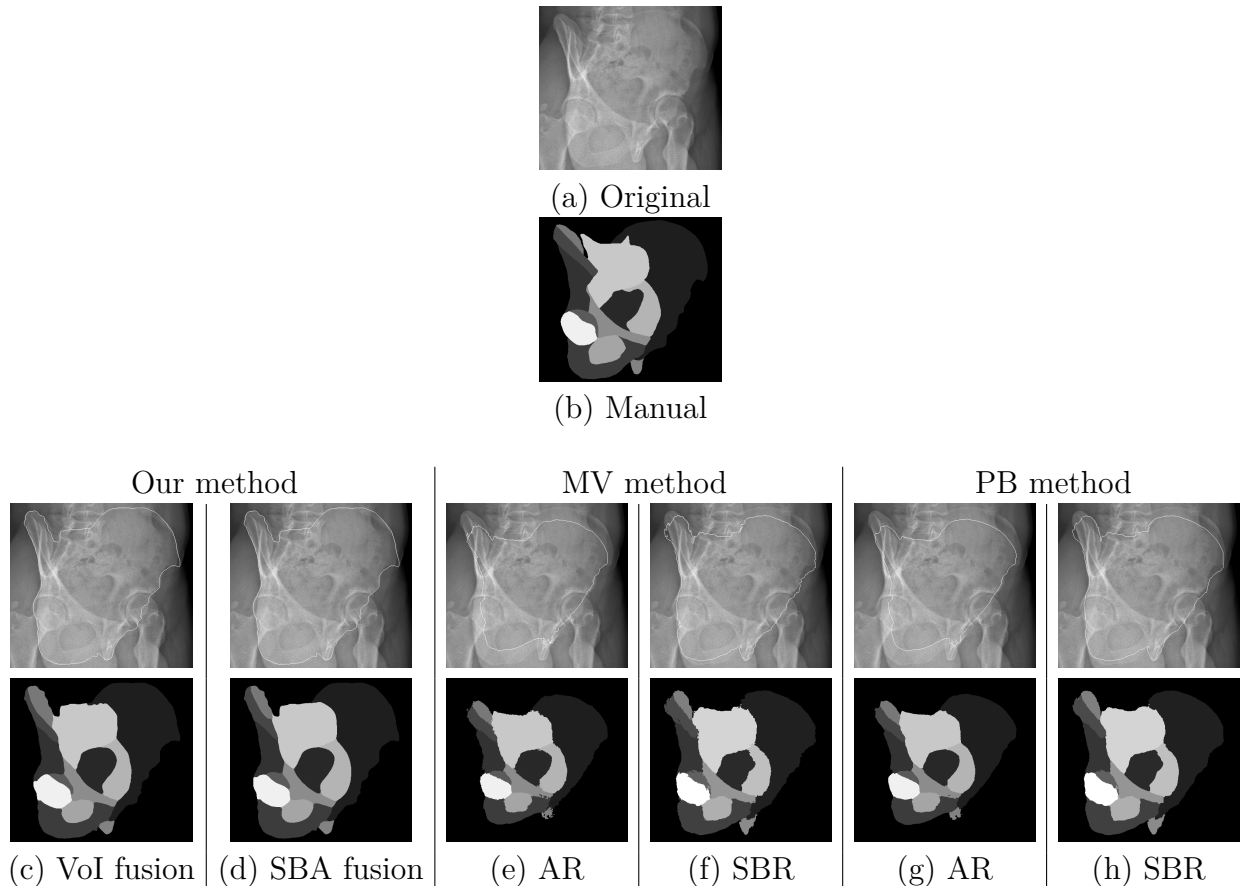 (a) Original
(b) Manual
Our method MV method PB method
(c) VoI fusion (d) SBA fusion (e) AR (f) SBR (g) AR (h) SBR